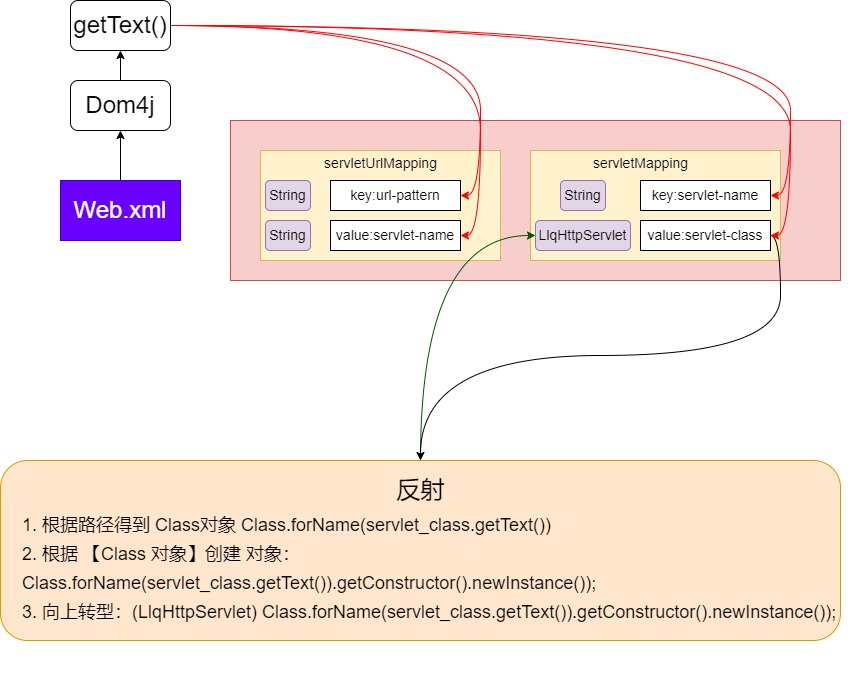 getText()
Dom4j
Web.xml
servletUrlMapping
String
key:url-pattern
String
value:servlet-name
servletMapping
String
key:servlet-name
LlqHttpServlet
value:servlet-class
反射
1. 根据路径得到 Class对象 Class.forName(servlet_class.getText())
2. 根据 【Class 对象】创建 对象：
Class.forName(servlet_class.getText()).getConstructor().newInstance());
3. 向上转型：(LlqHttpServlet) Class.forName(servlet_class.getText()).getConstructor().newInstance());